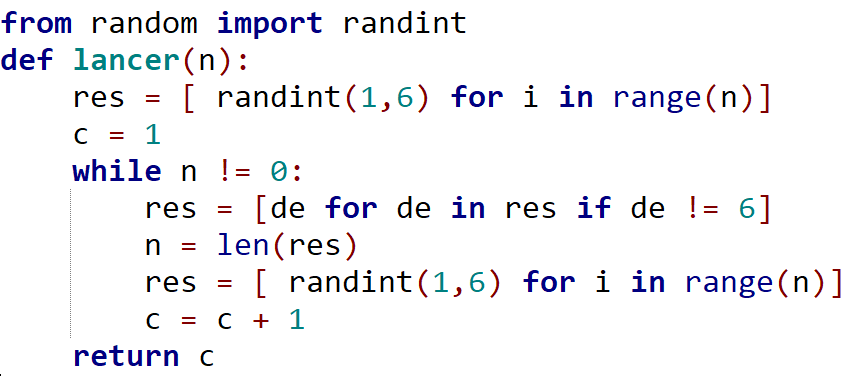 from random import randint
def lancer(n):
    res = [ randint(1,6) for i in range(n)]
    c = 1
    while n != 0:
        res = [de for de in res if de != 6]
        n = len(res)
        res = [ randint(1,6) for i in range(n)]
        c = c + 1
    return c